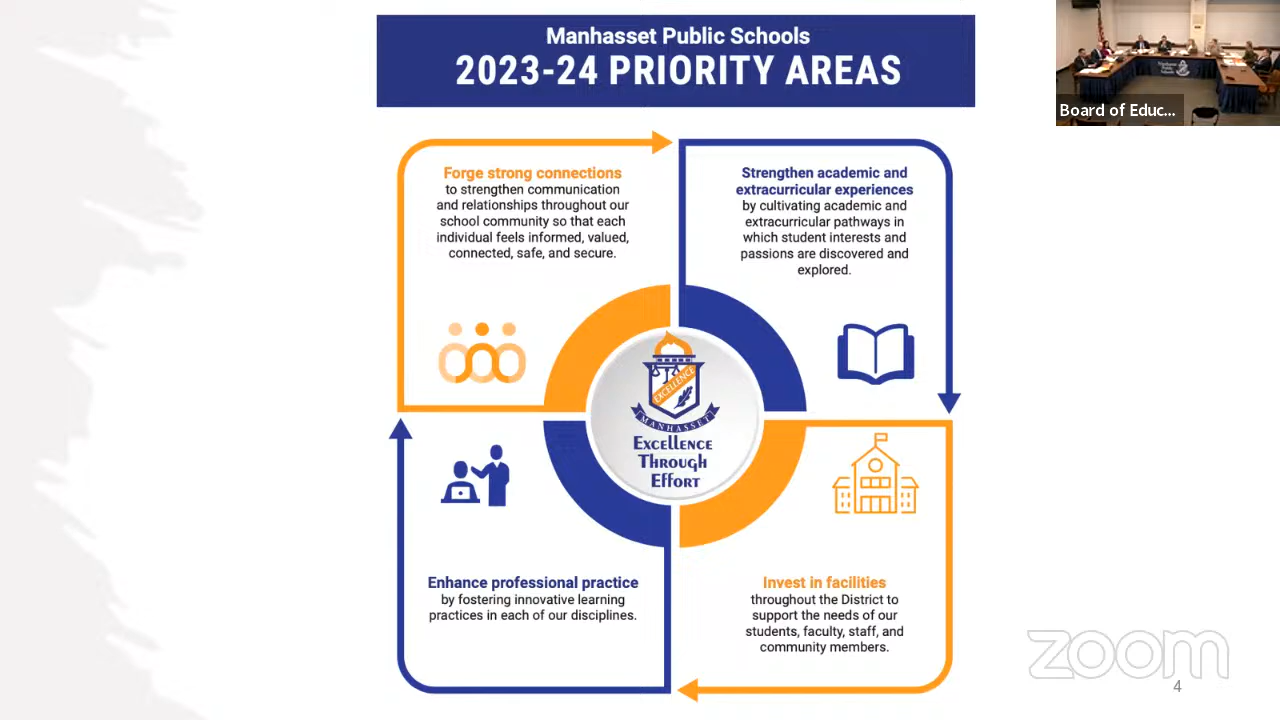 Manhasset Public Schools
2023-24 PRIORITY AREAS
Board of Educ...
Forge strong connections
to strengthen communication
and relationships throughout our
school community so that each
individual feels informed, valued,
connected, safe, and secure.
Strengthen academic and
extracurricular experiences
by cultivating academic and
extracurricular pathways in
which student interests and
passions are discovered and
explored.
EXCELLENCE
MANHASSET
Excellence
Through
Effort
Enhance professional practice
by fostering innovative learning
practices in each of our disciplines.
Invest in facilities
throughout the District to
support the needs of our
students, faculty, staff, and
community members.
zoom
4